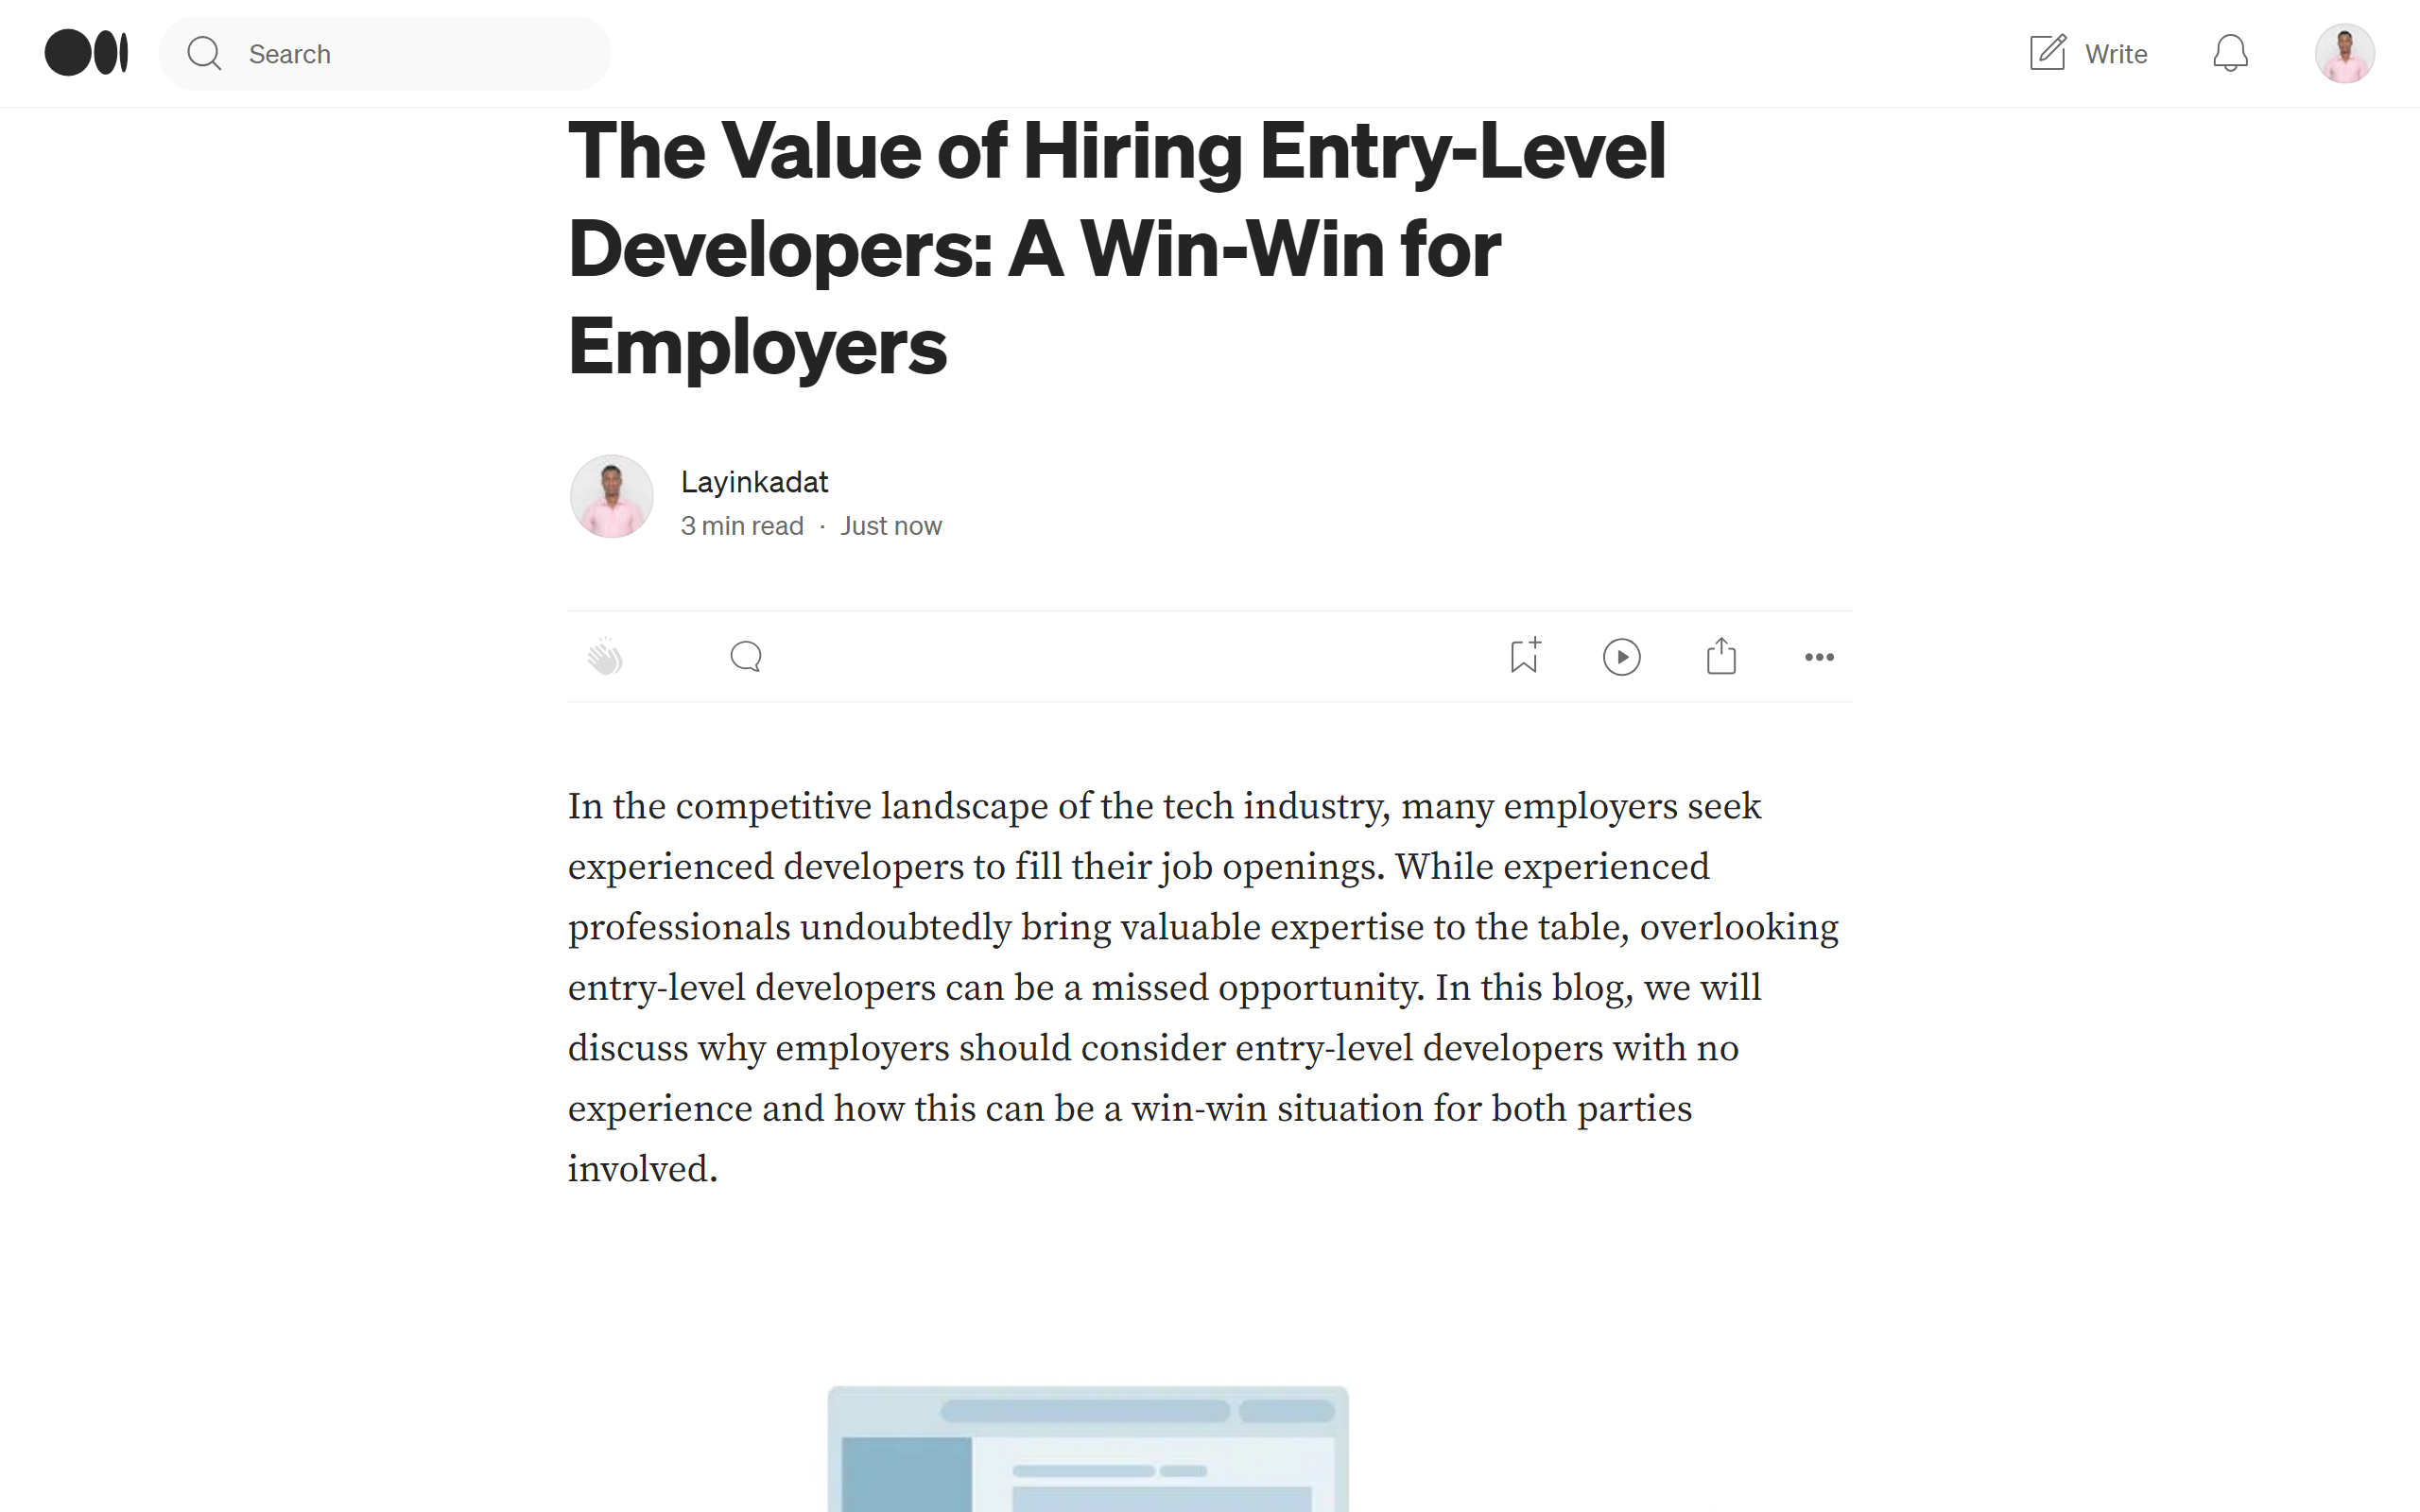 Search
Write
The Value of Hiring Entry-Level
Developers: A Win-Win for
Employers
Layinkadat
3 min read · Just now
In the competitive landscape of the tech industry, many employers seek
experienced developers to fill their job openings. While experienced
professionals undoubtedly bring valuable expertise to the table, overlooking
entry-level developers can be a missed opportunity. In this blog, we will
discuss why employers should consider entry-level developers with no
experience and how this can be a win-win situation for both parties
involved.